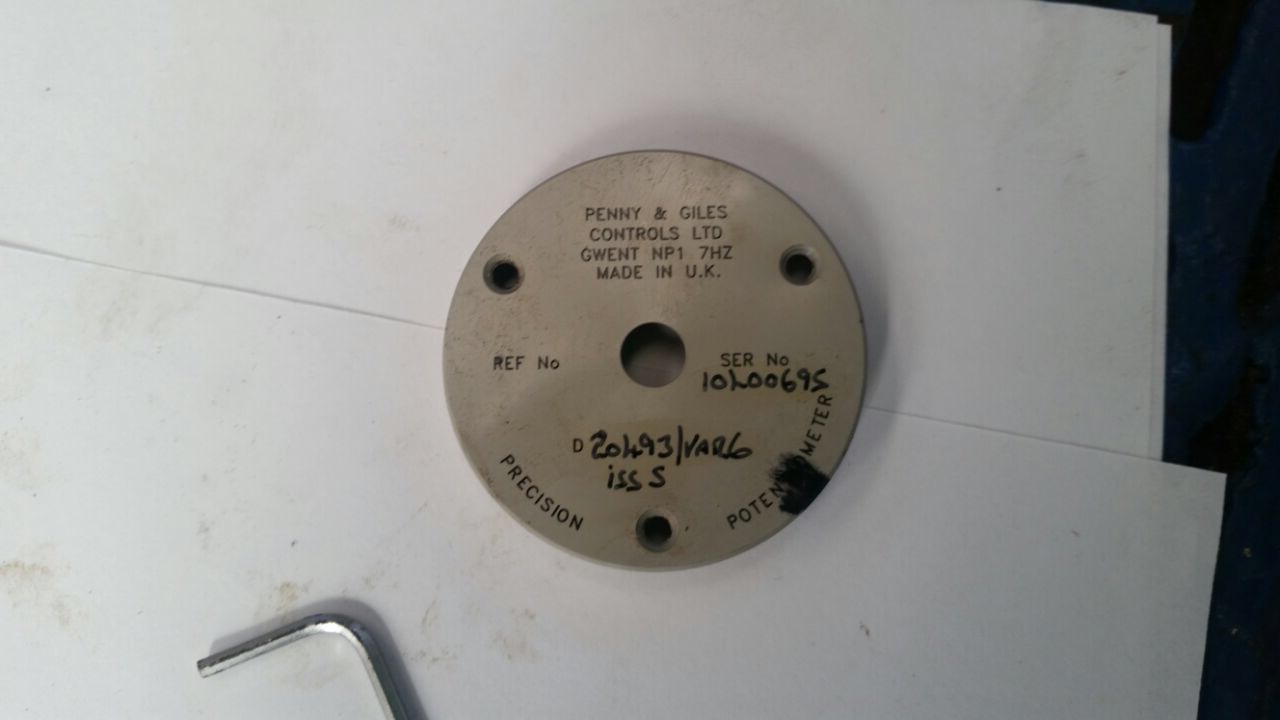 PENNY & GILES
CONTROLS LTD
GWENT NP1 7HZ
MADE IN U.K.
REF No
SER No
10L00695
D 20493/VAR6
iss 5
PRECISION
POTEN OMETER